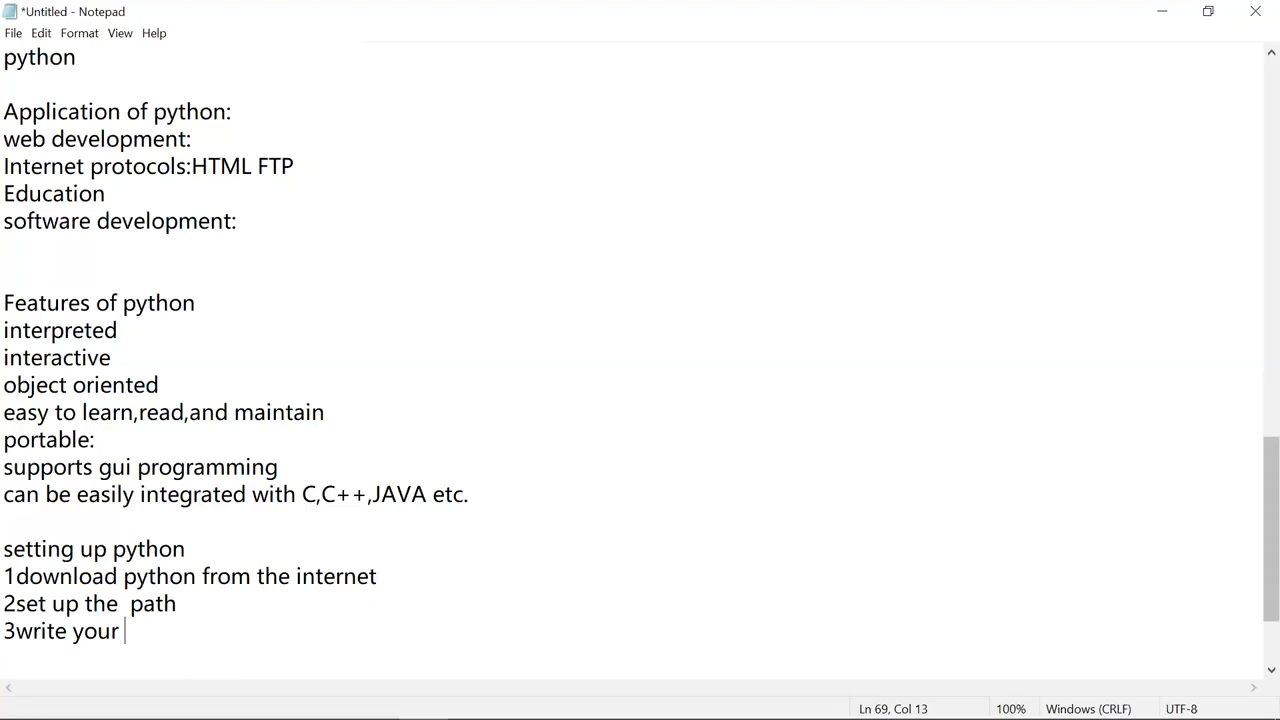 *Untitled - Notepad
File Edit Format View Help
python
Application of python:
web development:
Internet protocols:HTML FTP
Education
software development:
Features of python
interpreted
interactive
object oriented
easy to learn,read,and maintain
portable:
supports gui programming
can be easily integrated with C,C++,JAVA etc.
setting up python
1download python from the internet
2set up the  path
3write your
Ln 69, Col 13 100% Windows (CRLF) UTF-8